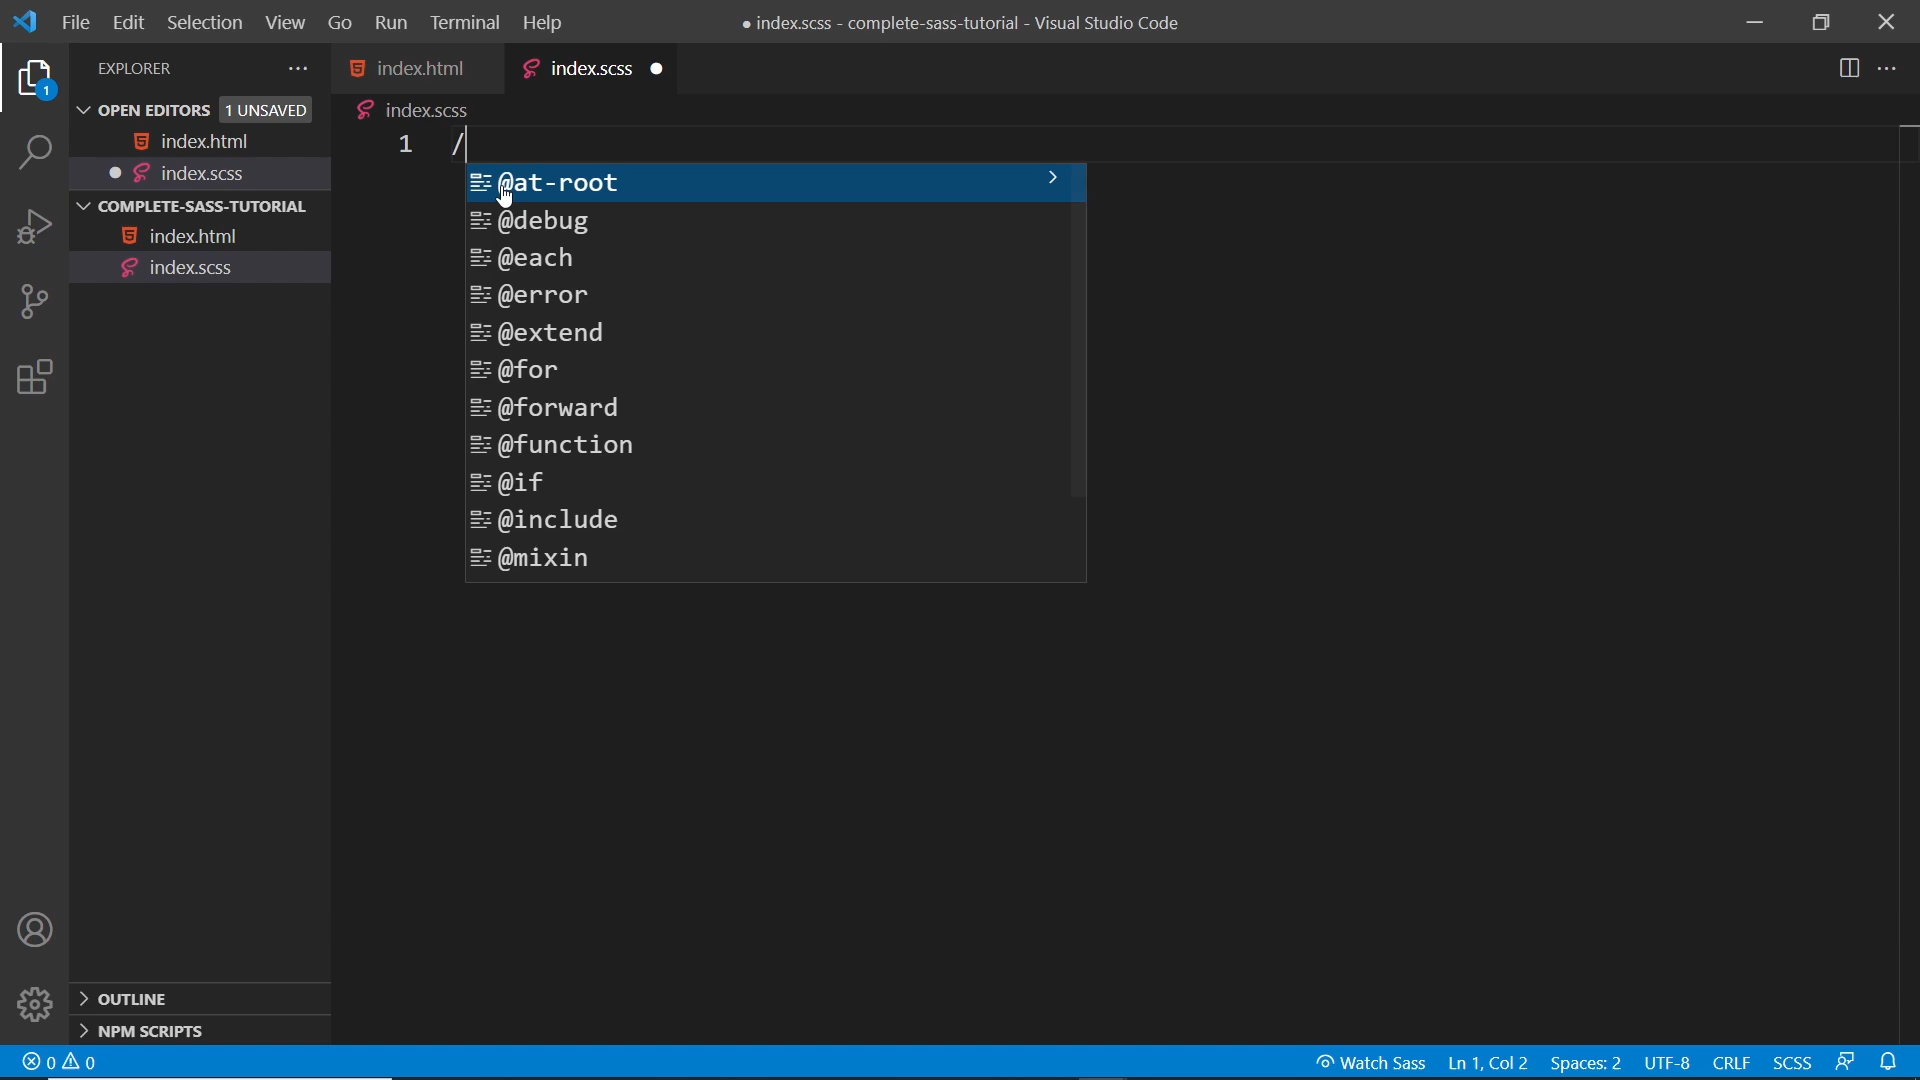 File Edit Selection View Go Run Terminal Help
● index.scss - complete-sass-tutorial - Visual Studio Code
EXPLORER ···
index.html
index.scss ●
OPEN EDITORS 1 UNSAVED
index.html
● index.scss
COMPLETE-SASS-TUTORIAL
index.html
index.scss
OUTLINE
NPM SCRIPTS
1
index.scss
1 /
@at-root
@debug
@each
@error
@extend
@for
@forward
@function
@if
@include
@mixin
0 0
Watch Sass Ln 1, Col 2 Spaces: 2 UTF-8 CRLF SCSS